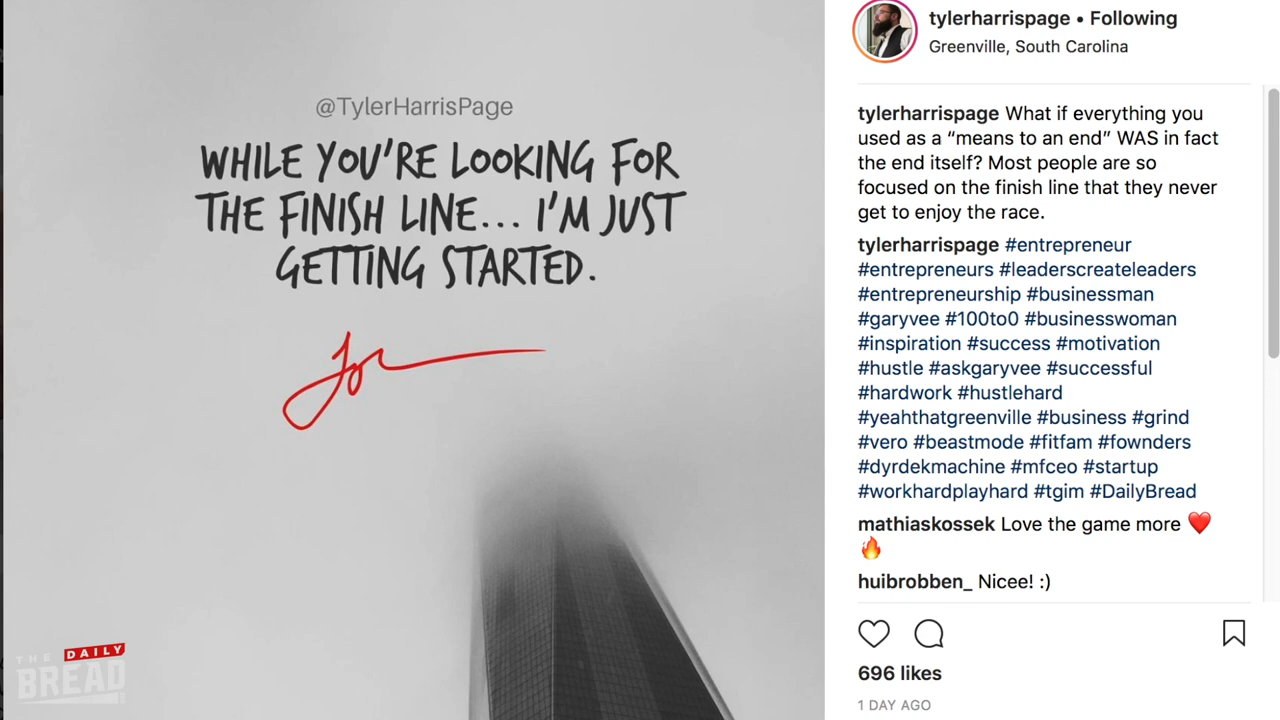 @TylerHarrisPage
WHILE YOU'RE LOOKING FOR
THE FINISH LINE... I'M JUST
GETTING STARTED.
THE DAILY
BREAD
tylerharrispage • Following
Greenville, South Carolina
tylerharrispage What if everything you
used as a “means to an end” WAS in fact
the end itself? Most people are so
focused on the finish line that they never
get to enjoy the race.
tylerharrispage #entrepreneur
#entrepreneurs #leaderscreateleaders
#entrepreneurship #businessman
#garyvee #100to0 #businesswoman
#inspiration #success #motivation
#hustle #askgaryvee #successful
#hardwork #hustlehard
#yeahthatgreenville #business #grind
#vero #beastmode #fitfam #fownders
#dyrdekmachine #mfceo #startup
#workhardplayhard #tgim #DailyBread
mathiaskossek Love the game more ❤️
🔥
huibrobben_ Nicee! :)
696 likes
1 DAY AGO